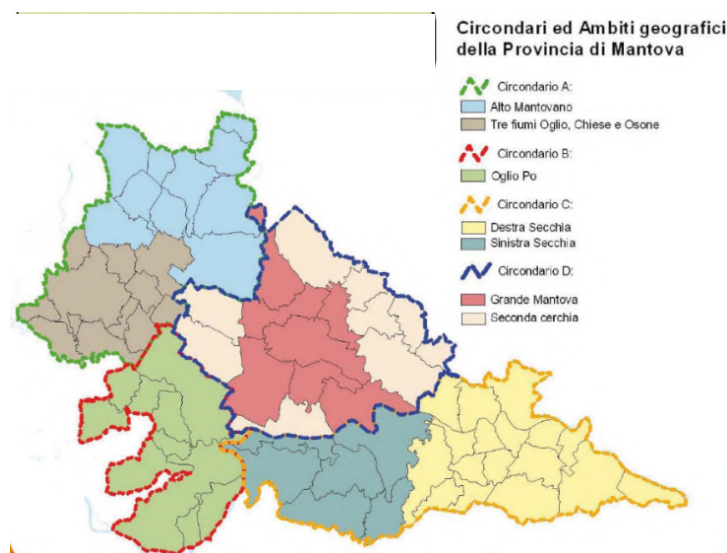 Circondari ed Ambiti geografici
della Provincia di Mantova
Circondario A:
Alto Mantovano
Tre fiumi Oglio, Chiese e Osone
Circondario B:
Oglio Po
Circondario C:
Destra Secchia
Sinistra Secchia
Circondario D:
Grande Mantova
Seconda cerchia